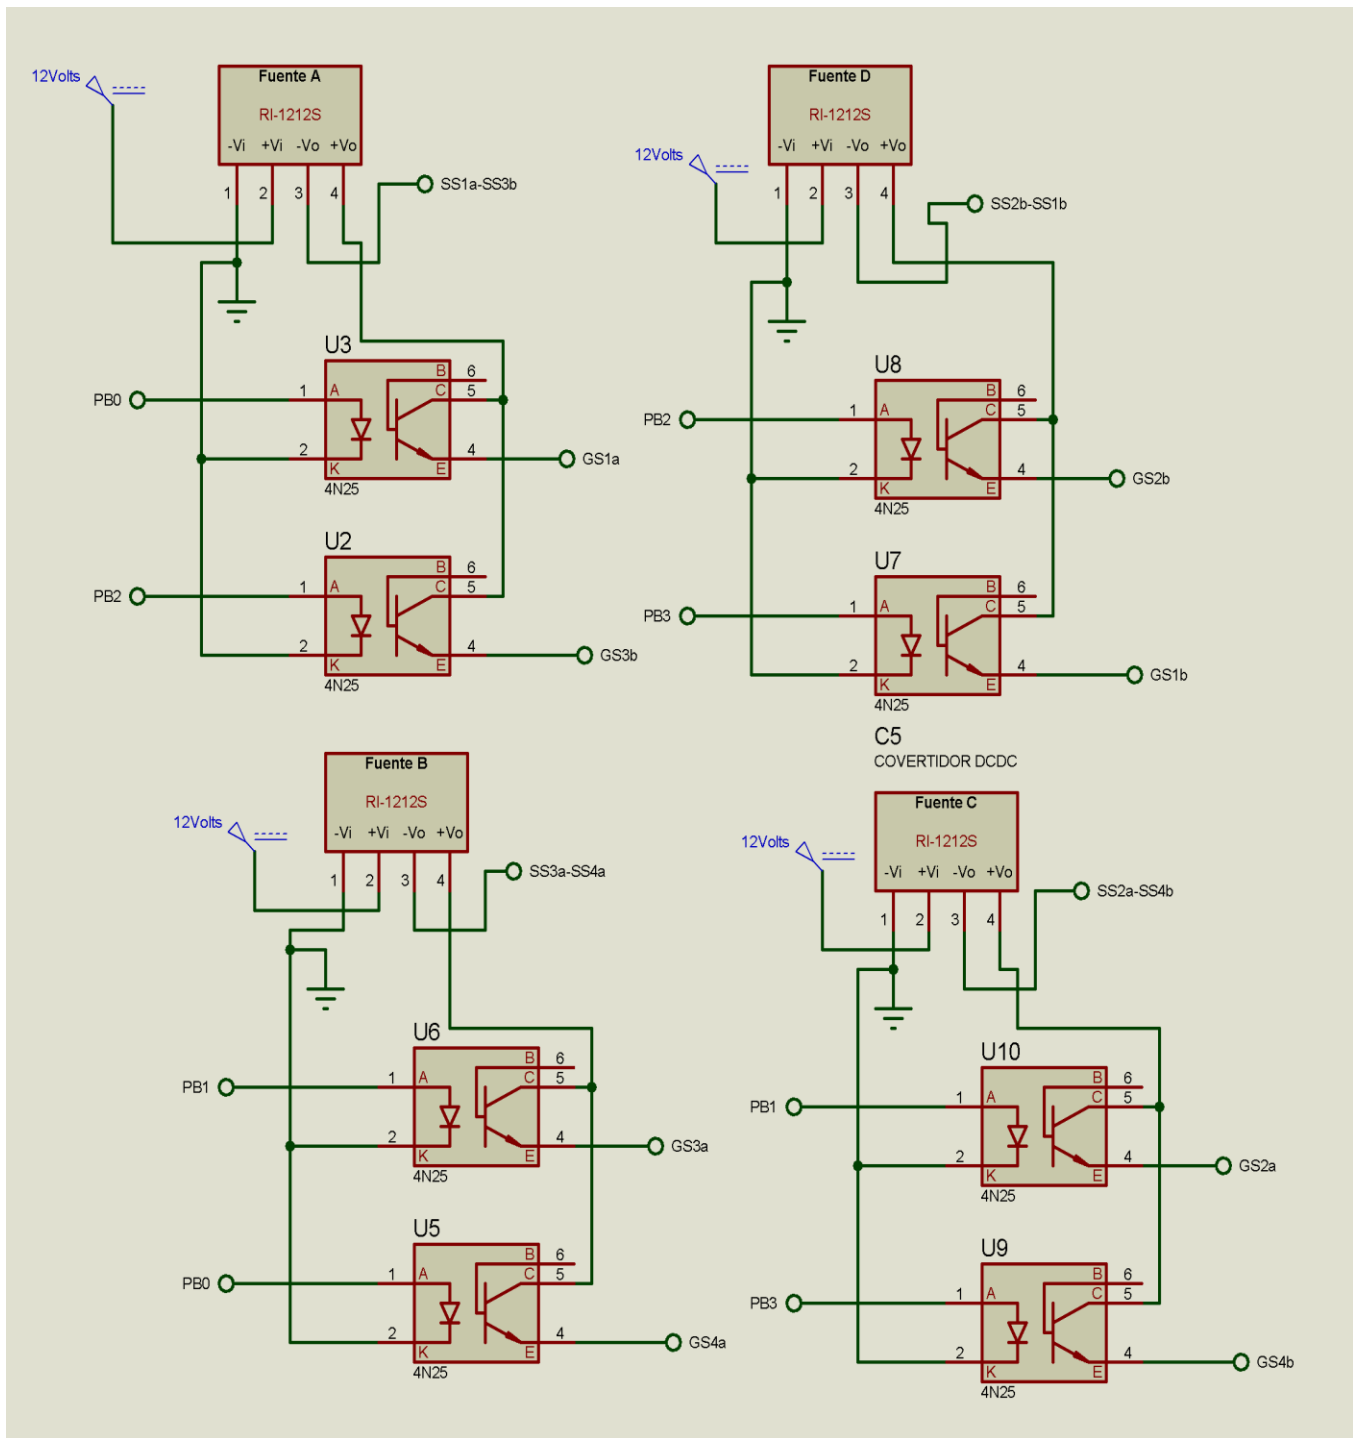 12Volts
Fuente A
RI-1212S
-Vi +Vi -Vo +Vo
1 2 3 4
SS1a-SS3b
U3
PB0
1 A
2 K
B 6
C 5
E 4
GS1a
4N25
U2
PB2
1 A
2 K
B 6
C 5
E 4
GS3b
4N25
12Volts
Fuente D
RI-1212S
-Vi +Vi -Vo +Vo
1 2 3 4
SS2b-SS1b
U8
PB2
1 A
2 K
B 6
C 5
E 4
GS2b
4N25
U7
PB3
1 A
2 K
B 6
C 5
E 4
GS1b
4N25
12Volts
Fuente B
RI-1212S
-Vi +Vi -Vo +Vo
1 2 3 4
SS3a-SS4a
U6
PB1
1 A
2 K
B 6
C 5
E 4
GS3a
4N25
U5
PB0
1 A
2 K
B 6
C 5
E 4
GS4a
4N25
C5
COVERTIDOR DCDC
12Volts
Fuente C
RI-1212S
-Vi +Vi -Vo +Vo
1 2 3 4
SS2a-SS4b
U10
PB1
1 A
2 K
B 6
C 5
E 4
GS2a
4N25
U9
PB3
1 A
2 K
B 6
C 5
E 4
GS4b
4N25